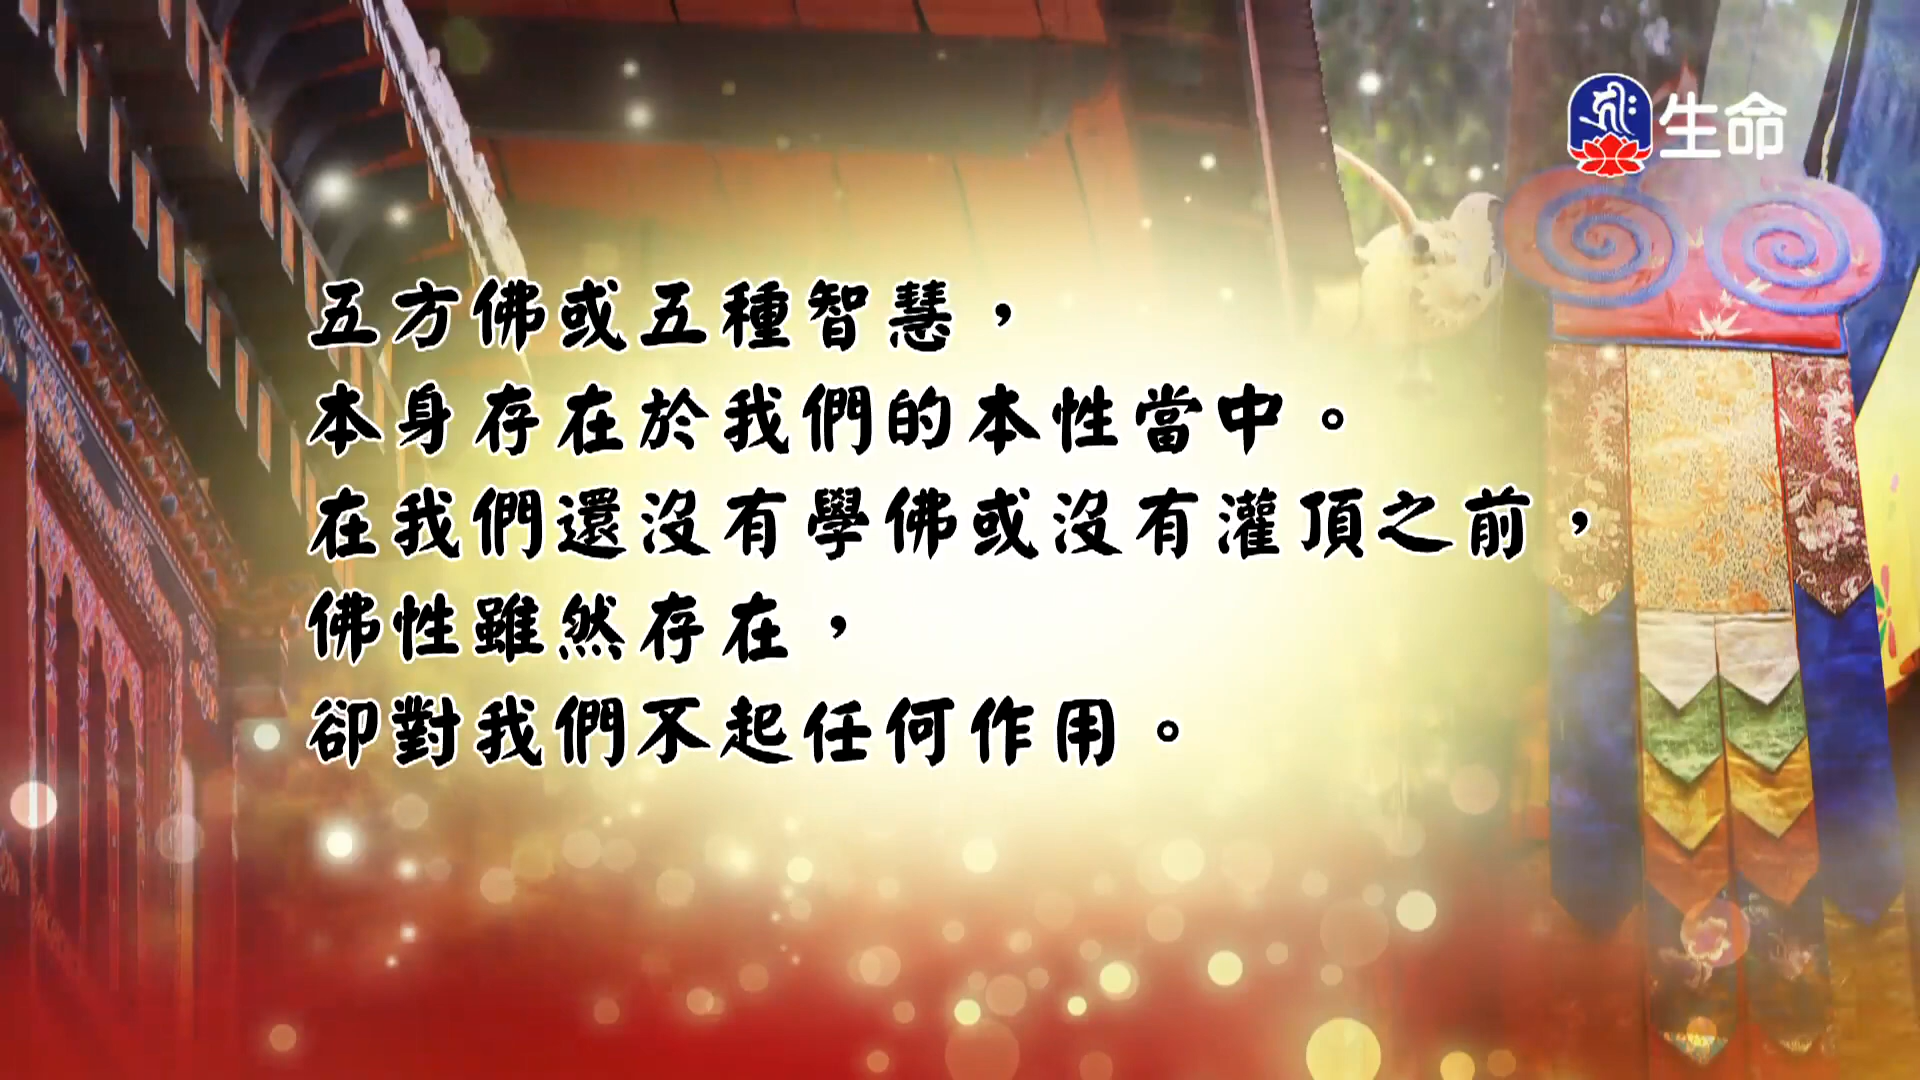 生命
五方佛或五種智慧，
本身存在於我們的本性當中。
在我們還沒有學佛或沒有灌頂之前，
佛性雖然存在，
卻對我們不起任何作用。